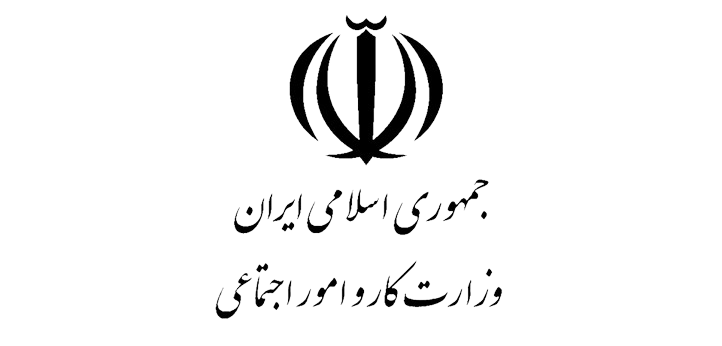 جمهوری اسلامی ایران
وزارت کار و امور اجتماعی